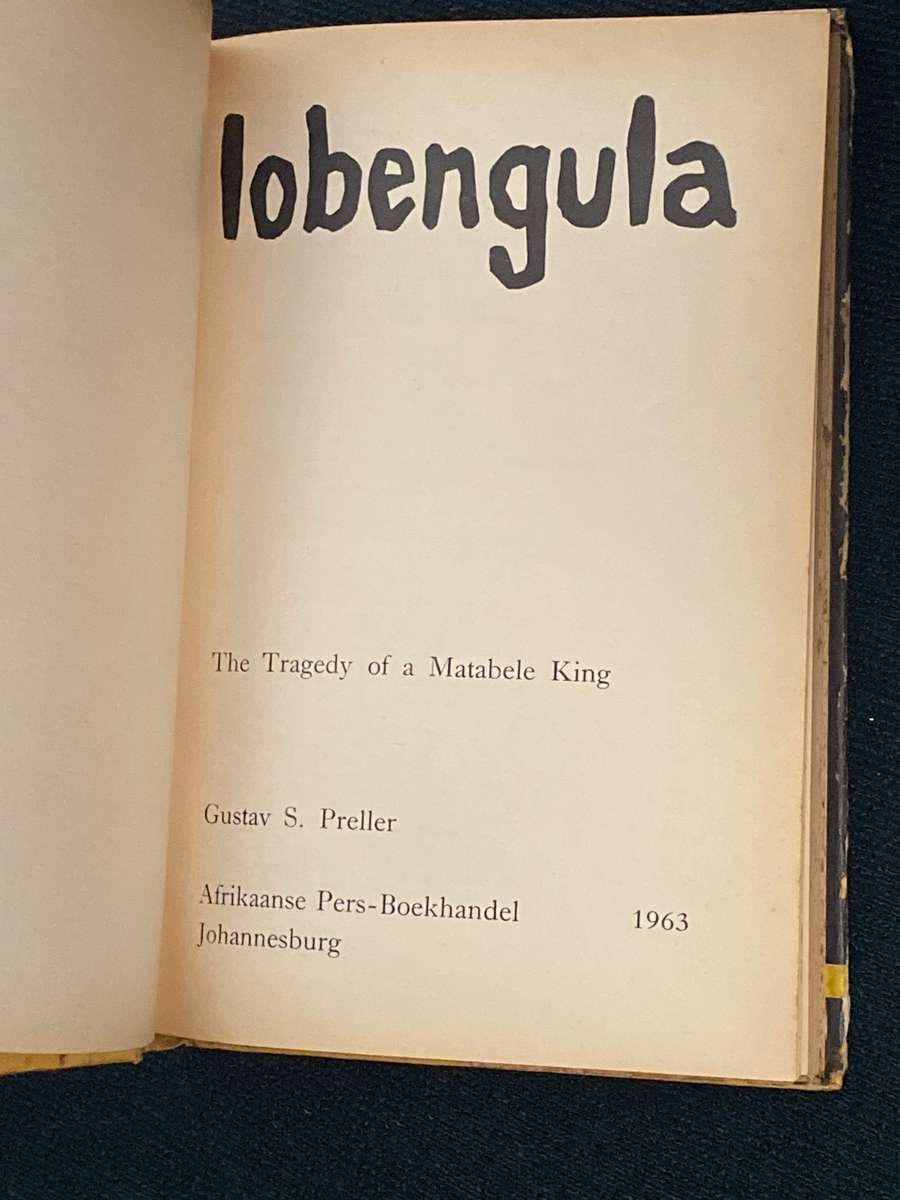 lobengula
The Tragedy of a Matabele King
Gustav S. Preller
Afrikaanse Pers-Boekhandel 1963
Johannesburg